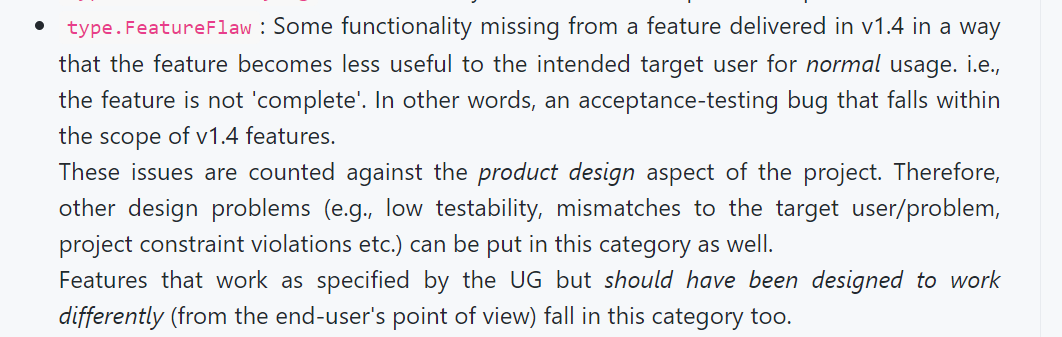 type.FeatureFlaw : Some functionality missing from a feature delivered in v1.4 in a way
that the feature becomes less useful to the intended target user for normal usage. i.e.,
the feature is not 'complete'. In other words, an acceptance-testing bug that falls within
the scope of v1.4 features.
These issues are counted against the product design aspect of the project. Therefore,
other design problems (e.g., low testability, mismatches to the target user/problem,
project constraint violations etc.) can be put in this category as well.
Features that work as specified by the UG but should have been designed to work
differently (from the end-user's point of view) fall in this category too.